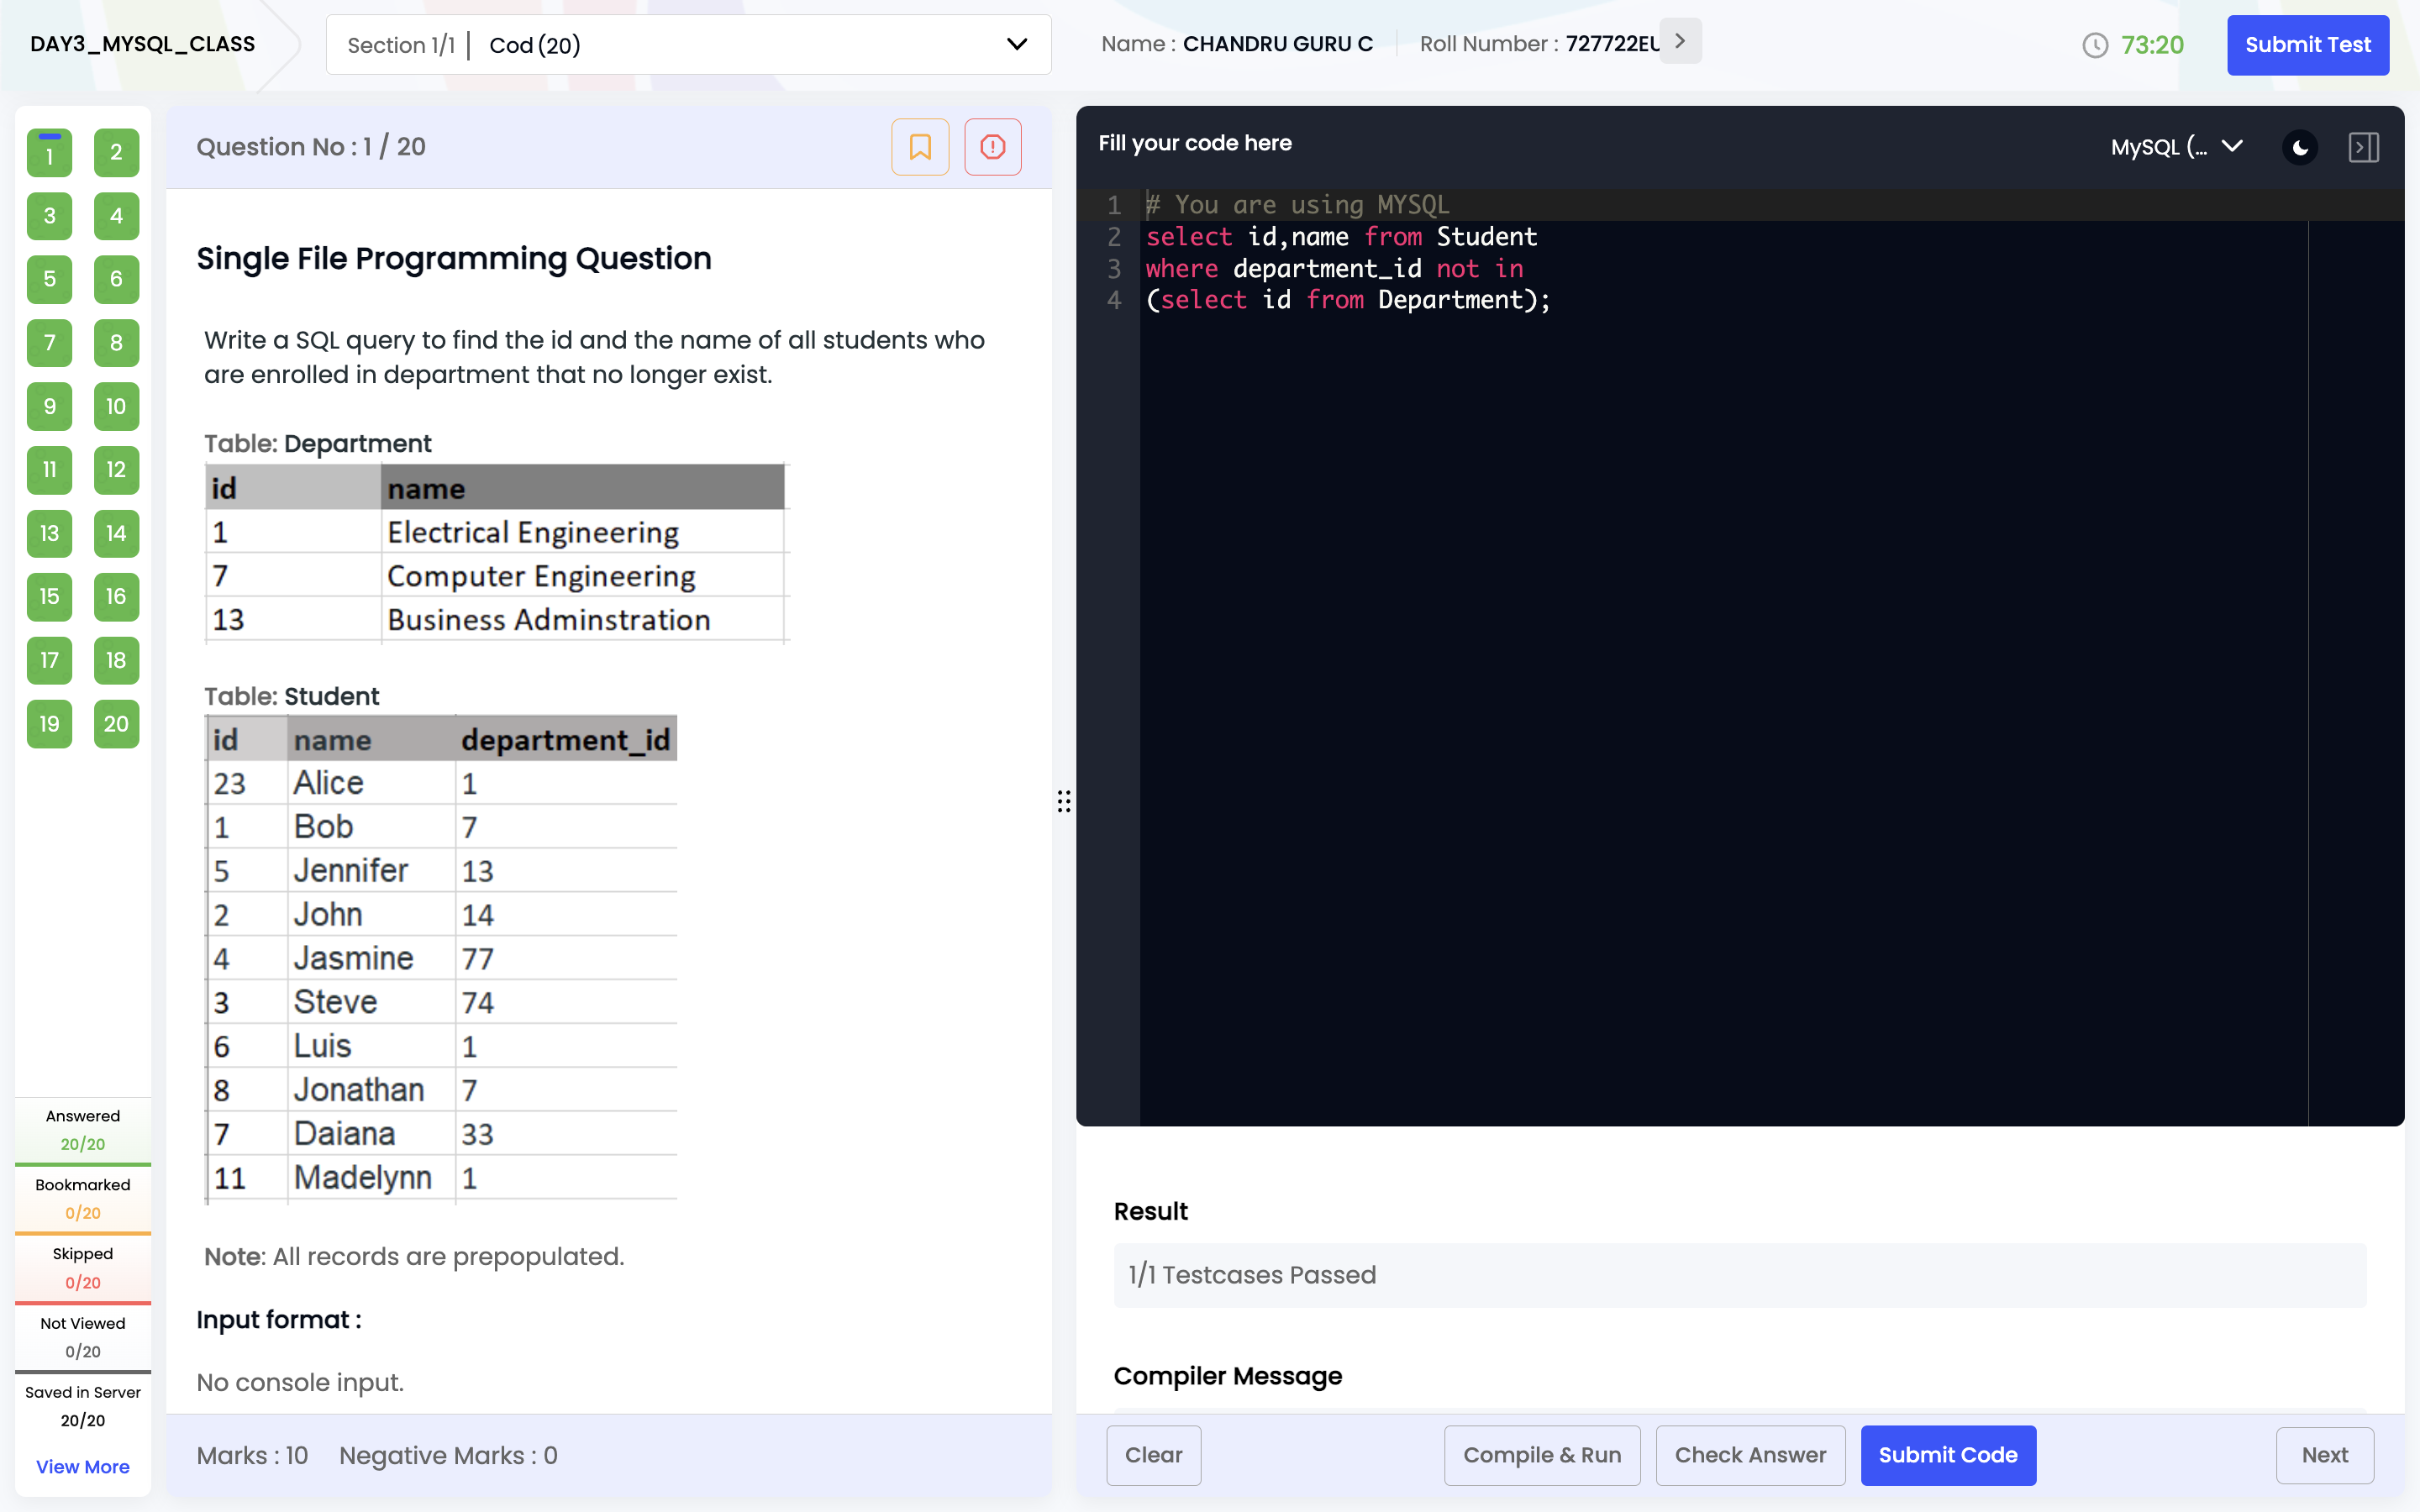 DAY3_MYSQL_CLASS
Section 1/1 | Cod (20)
Name : CHANDRU GURU C
Roll Number : 727722EU
73:20
Submit Test
1 2
3 4
5 6
7 8
9 10
11 12
13 14
15 16
17 18
19 20
Answered
20/20
Bookmarked
0/20
Skipped
0/20
Not Viewed
0/20
Saved in Server
20/20
View More
Question No : 1 / 20
Single File Programming Question
Write a SQL query to find the id and the name of all students who
are enrolled in department that no longer exist.
Table: Department
id name
1 Electrical Engineering
7 Computer Engineering
13 Business Adminstration
Table: Student
id name department_id
23 Alice 1
1 Bob 7
5 Jennifer 13
2 John 14
4 Jasmine 77
3 Steve 74
6 Luis 1
8 Jonathan 7
7 Daiana 33
11 Madelynn 1
Note: All records are prepopulated.
Input format :
No console input.
Marks : 10 Negative Marks : 0
Fill your code here
MySQL (...
1 # You are using MYSQL
2 select id,name from Student
3 where department_id not in
4 (select id from Department);
Result
1/1 Testcases Passed
Compiler Message
Clear
Compile & Run
Check Answer
Submit Code
Next